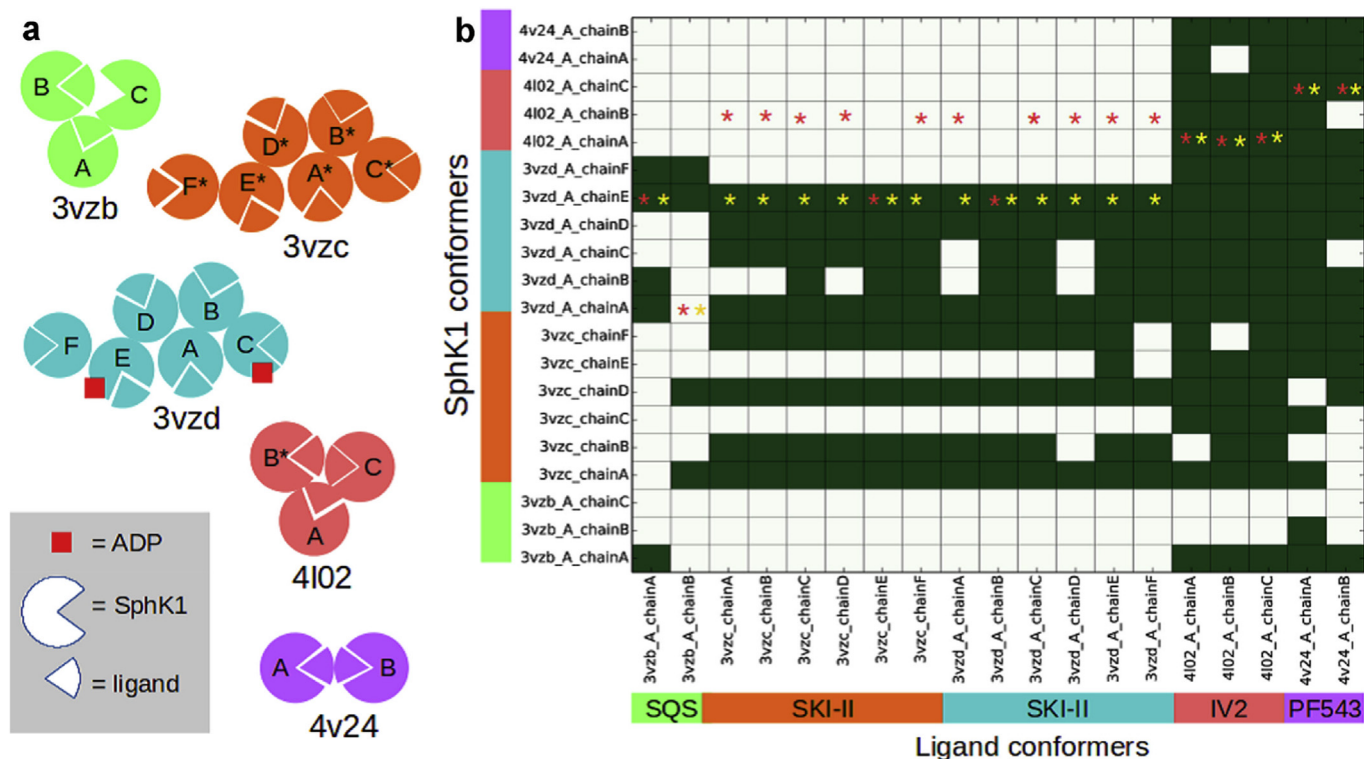 a
B
C
A
3vzb
D*
B*
F*
E*
A*
C*
3vzc
F
D
B
E
A
C
3vzd
B*
C
A
4l02
A
B
4v24
= ADP
= SphK1
= ligand
b
SphK1 conformers
4v24_A_chainB
4v24_A_chainA
4l02_A_chainC
4l02_A_chainB
4l02_A_chainA
3vzd_A_chainF
3vzd_A_chainE
3vzd_A_chainD
3vzd_A_chainC
3vzd_A_chainB
3vzd_A_chainA
3vzc_chainF
3vzc_chainE
3vzc_chainD
3vzc_chainC
3vzc_chainB
3vzc_chainA
3vzb_A_chainC
3vzb_A_chainB
3vzb_A_chainA
3vzb_A_chainA
3vzb_A_chainB
3vzc_chainA
3vzc_chainB
3vzc_chainC
3vzc_chainD
3vzc_chainE
3vzc_chainF
3vzd_A_chainA
3vzd_A_chainB
3vzd_A_chainC
3vzd_A_chainD
3vzd_A_chainE
3vzd_A_chainF
4l02_A_chainA
4l02_A_chainB
4l02_A_chainC
4v24_A_chainA
4v24_A_chainB
SQS SKI-II SKI-II IV2 PF543
Ligand conformers